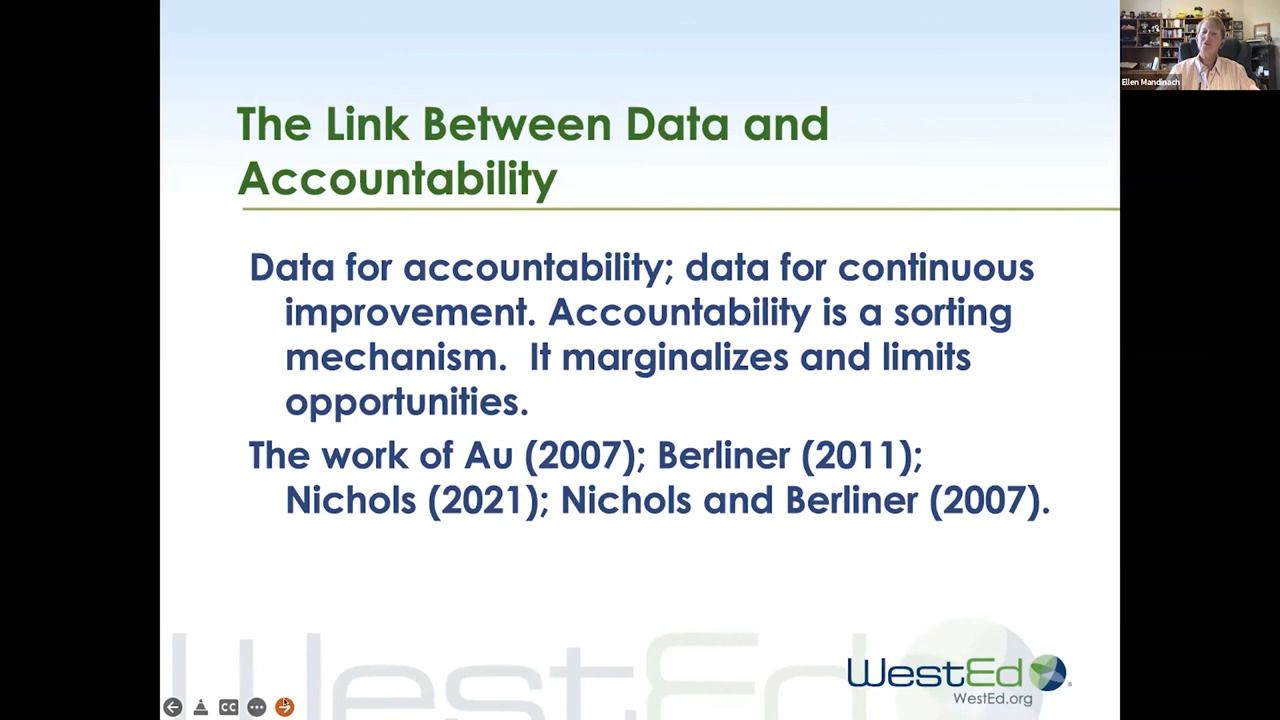 The Link Between Data and
Accountability
Data for accountability; data for continuous
improvement. Accountability is a sorting
mechanism.  It marginalizes and limits
opportunities.
The work of Au (2007); Berliner (2011);
Nichols (2021); Nichols and Berliner (2007).
WestEd
WestEd®
WestEd.org
CC
Ellen Mandinach